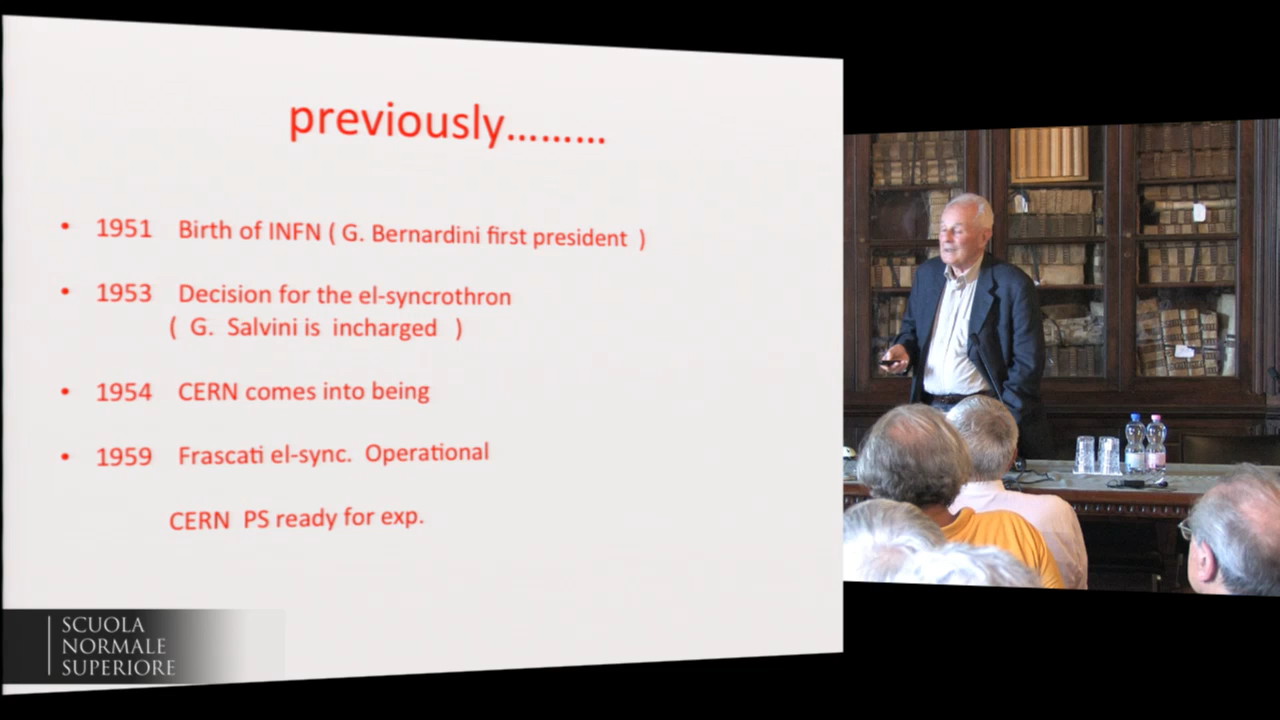 previously.........
• 1951 Birth of INFN ( G. Bernardini first president )
• 1953 Decision for the el-syncrothron
( G. Salvini is incharged )
• 1954 CERN comes into being
• 1959 Frascati el-sync. Operational
CERN PS ready for exp.
SCUOLA
NORMALE
SUPERIORE